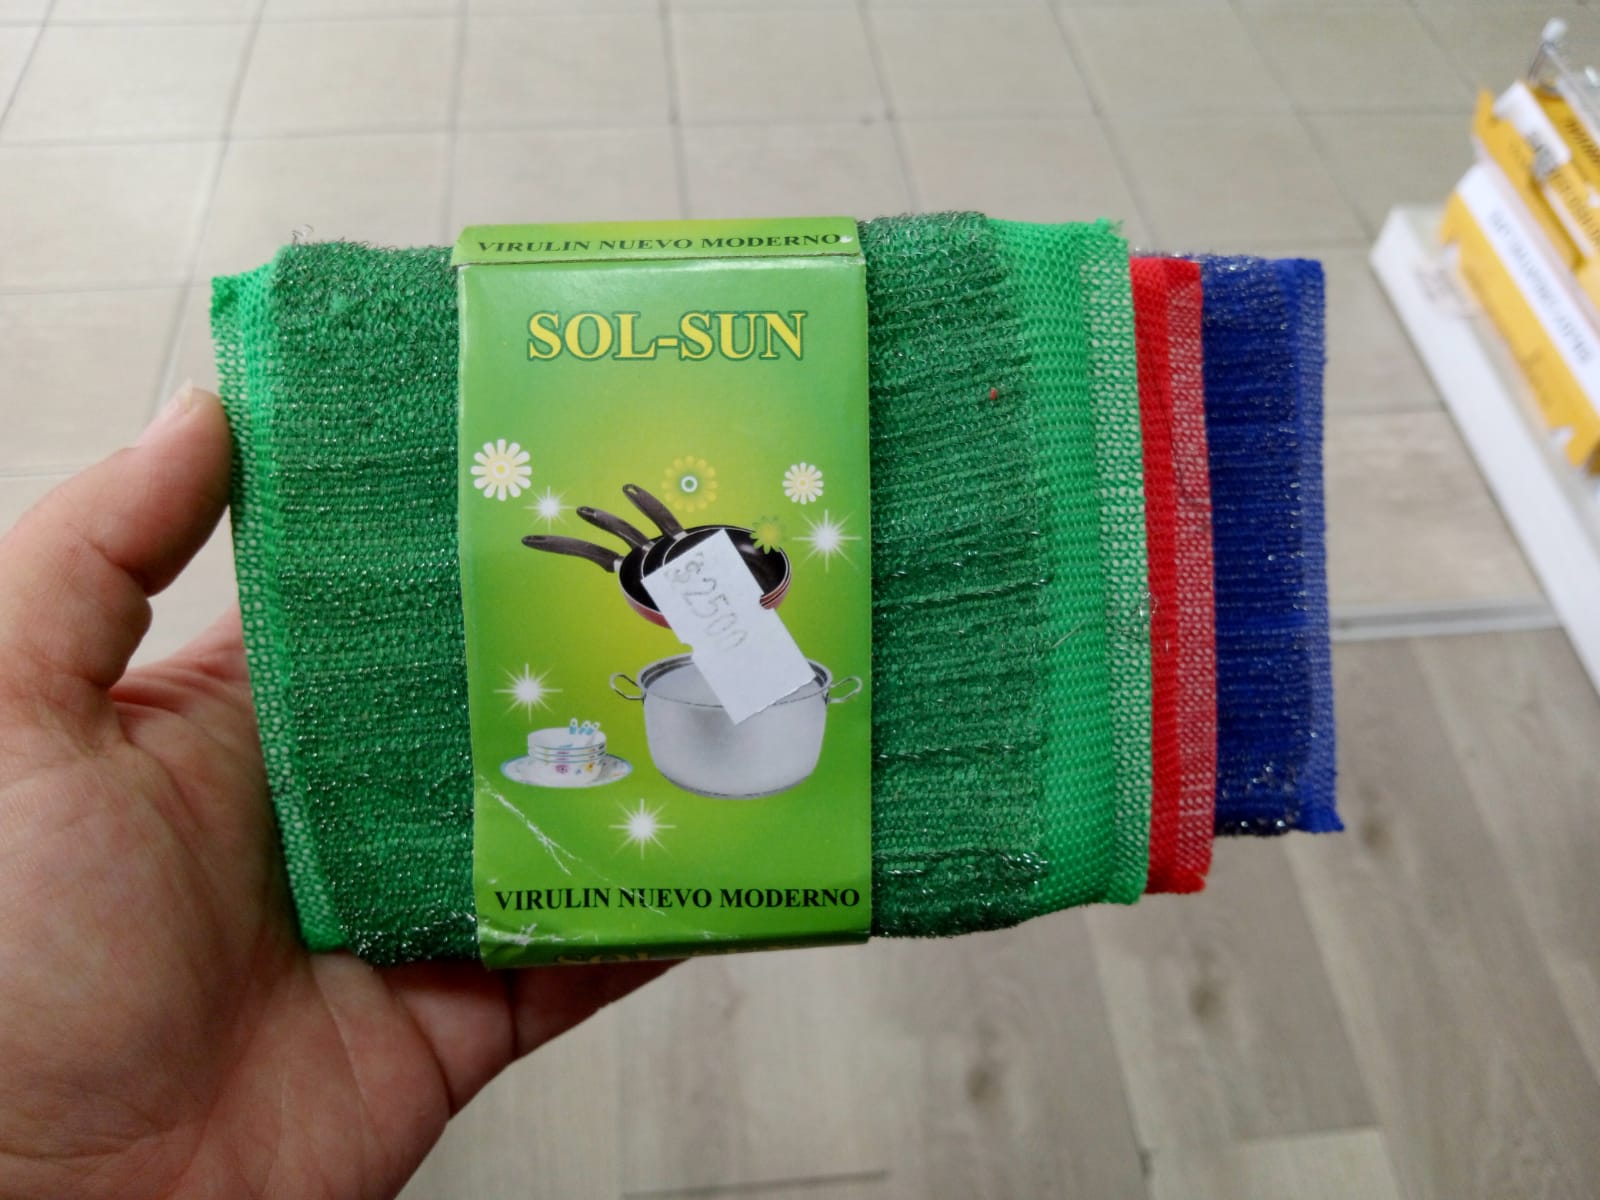 VIRULIN NUEVO MODERNO
SOL-SUN
$2500
VIRULIN NUEVO MODERNO